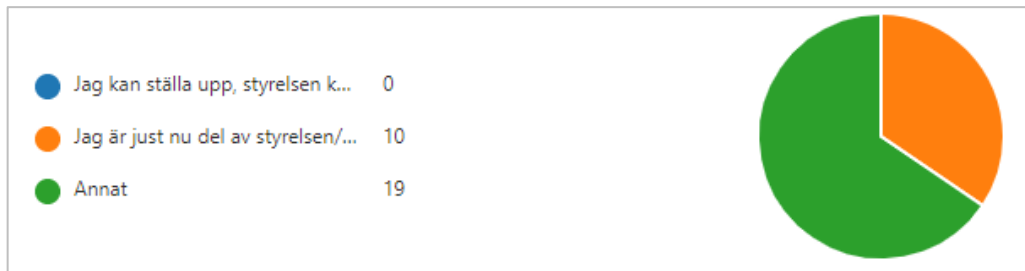 Jag kan ställa upp, styrelsen k... 0
Jag är just nu del av styrelsen/... 10
Annat 19